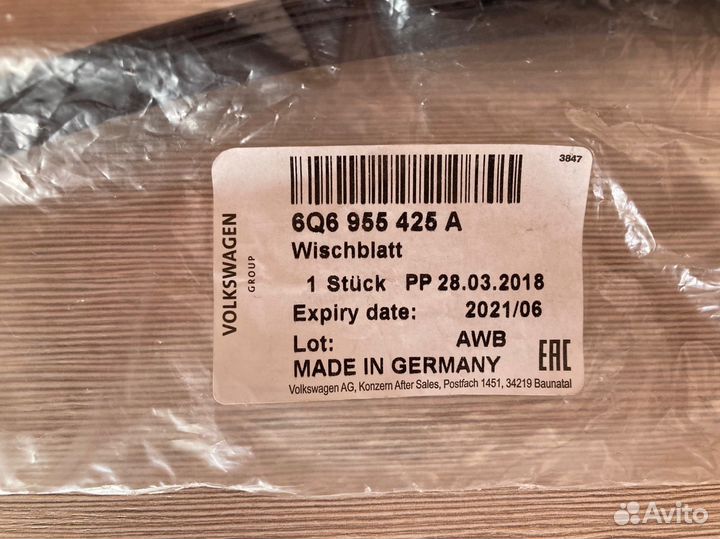 3847
6Q6 955 425 A
Wischblatt
1 Stück PP 28.03.2018
Expiry date: 2021/06
Lot: AWB
MADE IN GERMANY
EAC
Volkswagen AG, Konzern After Sales, Postfach 1451, 34219 Baunatal
VOLKSWAGEN
GROUP
Avito